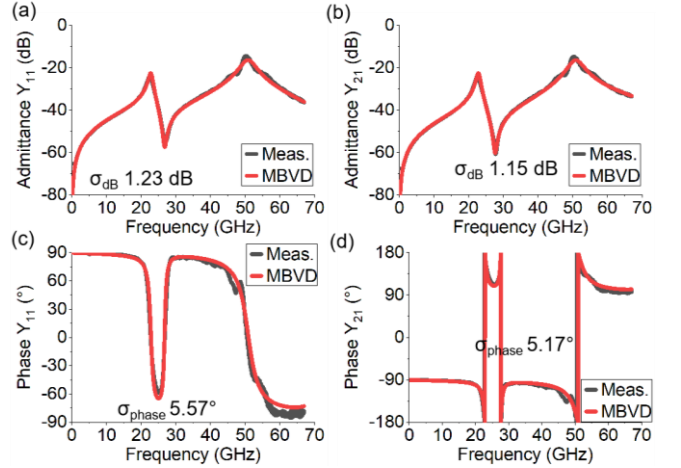 (a)
0
-20
-40
-60
-80
Admittance Y11 (dB)
Meas.
MBVD
σdB 1.23 dB
0 10 20 30 40 50 60 70
Frequency (GHz)
(b)
0
-20
-40
-60
-80
Admittance Y21 (dB)
Meas.
MBVD
σdB 1.15 dB
0 10 20 30 40 50 60 70
Frequency (GHz)
(c)
90
60
30
0
-30
-60
-90
Phase Y11 (°)
Meas.
MBVD
σphase 5.57°
0 10 20 30 40 50 60 70
Frequency (GHz)
(d)
180
90
0
-90
-180
Phase Y21 (°)
σphase 5.17°
Meas.
MBVD
0 10 20 30 40 50 60 70
Frequency (GHz)